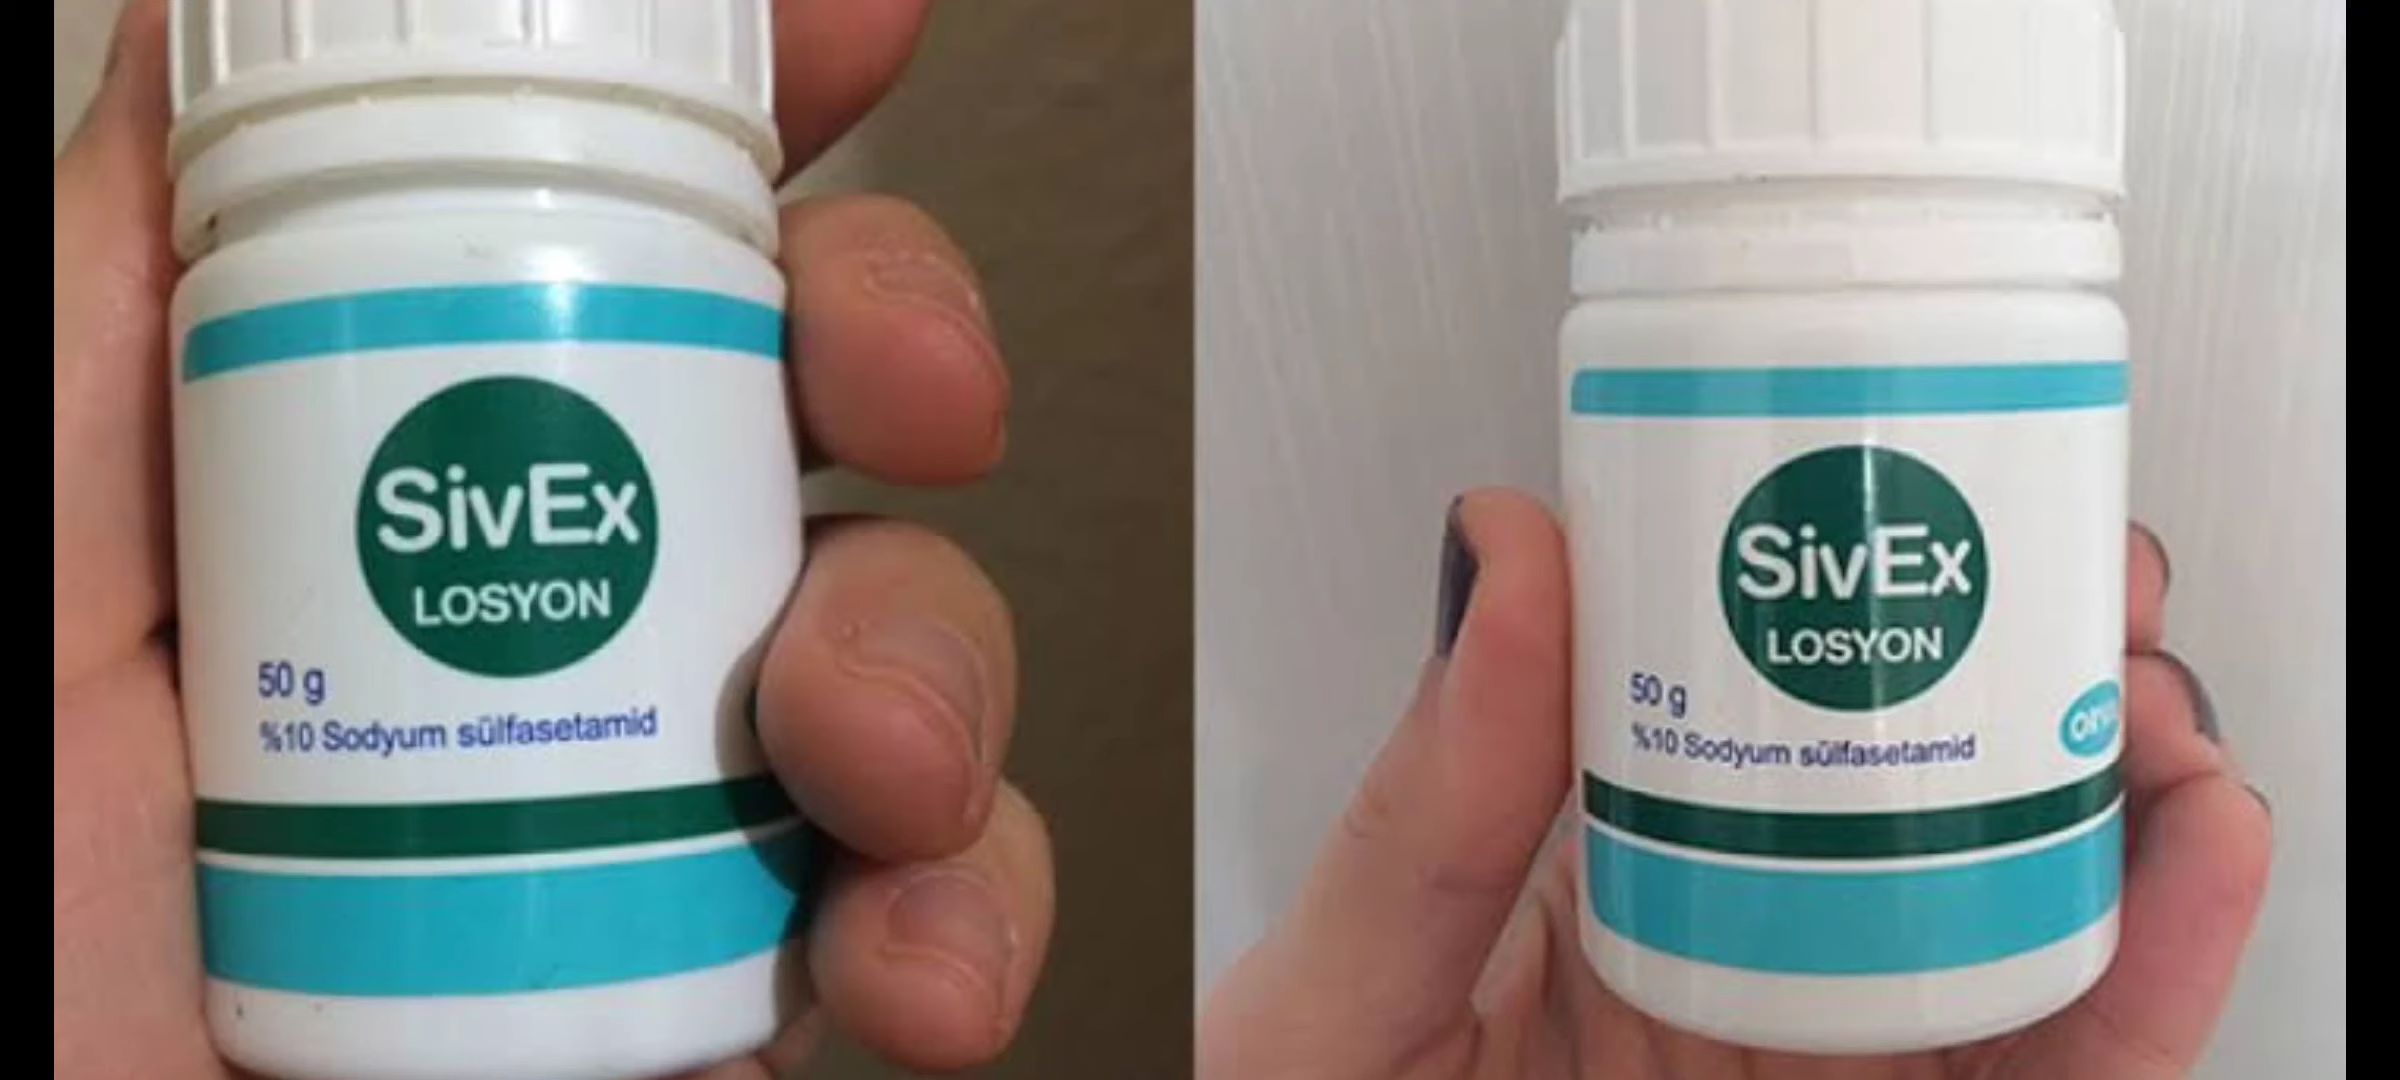 SivEx
LOSYON
50 g
%10 Sodyum sülfasetamid
SivEx
LOSYON
50 g
%10 Sodyum sülfasetamid